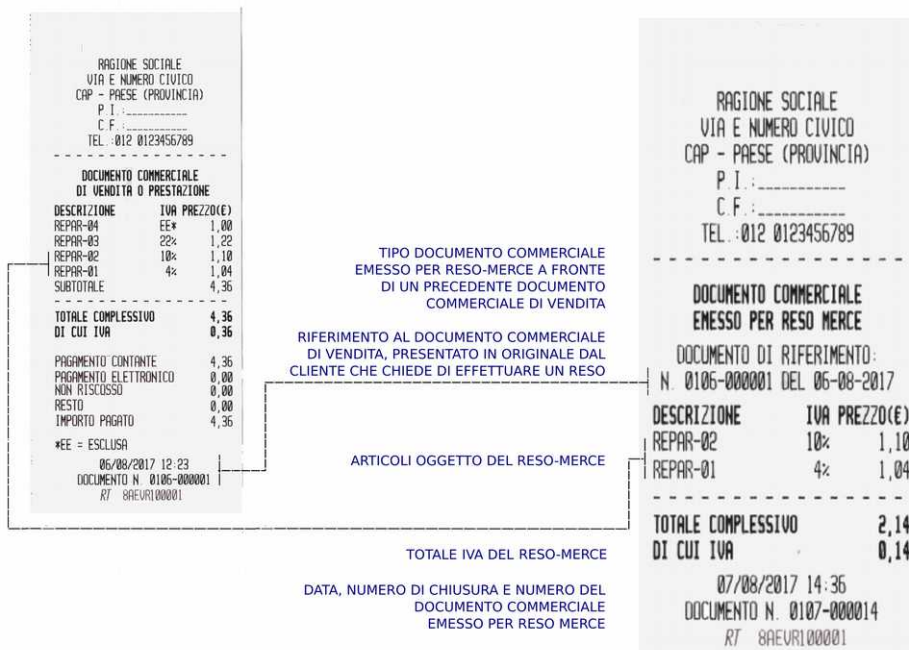 RAGIONE SOCIALE
VIA E NUMERO CIVICO
CAP - PAESE (PROVINCIA)
P.I.:___________
C.F.:___________
TEL.:012 0123456789
DOCUMENTO COMMERCIALE
DI VENDITA O PRESTAZIONE
DESCRIZIONE IVA PREZZO(£)
REPAR-04 EE* 1,00
REPAR-03 22% 1,22
REPAR-02 10% 1,10
REPAR-01 4% 1,04
SUBTOTALE 4,36
TOTALE COMPLESSIVO 4,36
DI CUI IVA 0,36
PAGAMENTO CONTANTE 4,36
PAGAMENTO ELETTRONICO 0,00
NON RISCOSSO 0,00
RESTO 0,00
IMPORTO PAGATO 4,36
*EE = ESCLUSA
06/08/2017 12:23
DOCUMENTO N. 0106-000001
RT 8AEVR100001
TIPO DOCUMENTO COMMERCIALE
EMESSO PER RESO-MERCE A FRONTE
DI UN PRECEDENTE DOCUMENTO
COMMERCIALE DI VENDITA
RIFERIMENTO AL DOCUMENTO COMMERCIALE
DI VENDITA, PRESENTATO IN ORIGINALE DAL
CLIENTE CHE CHIEDE DI EFFETTUARE UN RESO
ARTICOLI OGGETTO DEL RESO-MERCE
TOTALE IVA DEL RESO-MERCE
DATA, NUMERO DI CHIUSURA E NUMERO DEL
DOCUMENTO COMMERCIALE
EMESSO PER RESO MERCE
RAGIONE SOCIALE
VIA E NUMERO CIVICO
CAP - PAESE (PROVINCIA)
P.I.:___________
C.F.:___________
TEL.:012 0123456789
DOCUMENTO COMMERCIALE
EMESSO PER RESO MERCE
DOCUMENTO DI RIFERIMENTO:
N. 0106-000001 DEL 06-08-2017
DESCRIZIONE IVA PREZZO(£)
REPAR-02 10% 1,10
REPAR-01 4% 1,04
TOTALE COMPLESSIVO 2,14
DI CUI IVA 0,14
07/08/2017 14:36
DOCUMENTO N. 0107-000014
RT 8AEVR100001